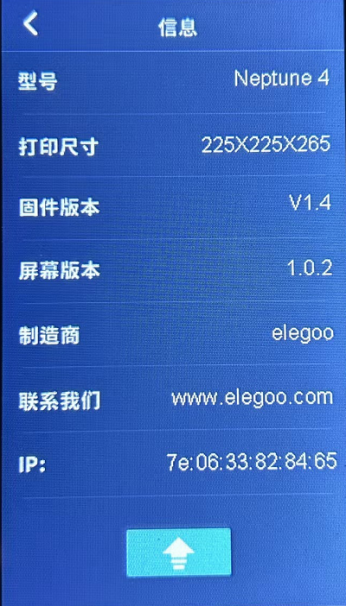 信息
型号 Neptune 4
打印尺寸 225X225X265
固件版本 V1.4
屏幕版本 1.0.2
制造商 elegoo
联系我们 www.elegoo.com
IP: 7e:06:33:82:84:65